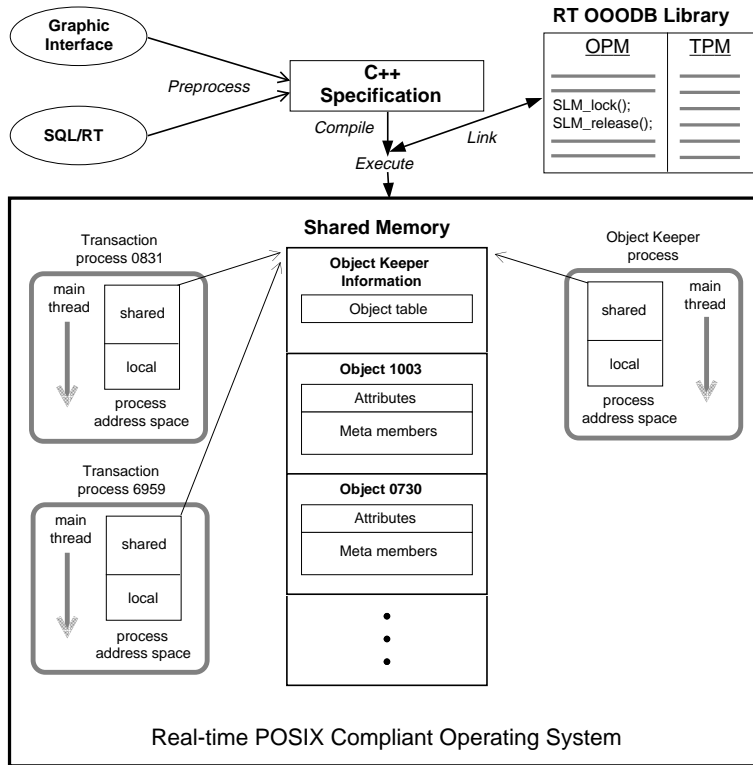 Graphic
Interface
SQL/RT
Preprocess
C++
Specification
Compile
Execute
Link
RT OOODB Library
OPM
TPM
SLM_lock();
SLM_release();
Shared Memory
Transaction
process 0831
main
thread
shared
local
process
address space
Transaction
process 6959
main
thread
shared
local
process
address space
Object Keeper
Information
Object table
Object 1003
Attributes
Meta members
Object 0730
Attributes
Meta members
Object Keeper
process
main
thread
shared
local
process
address space
Real-time POSIX Compliant Operating System